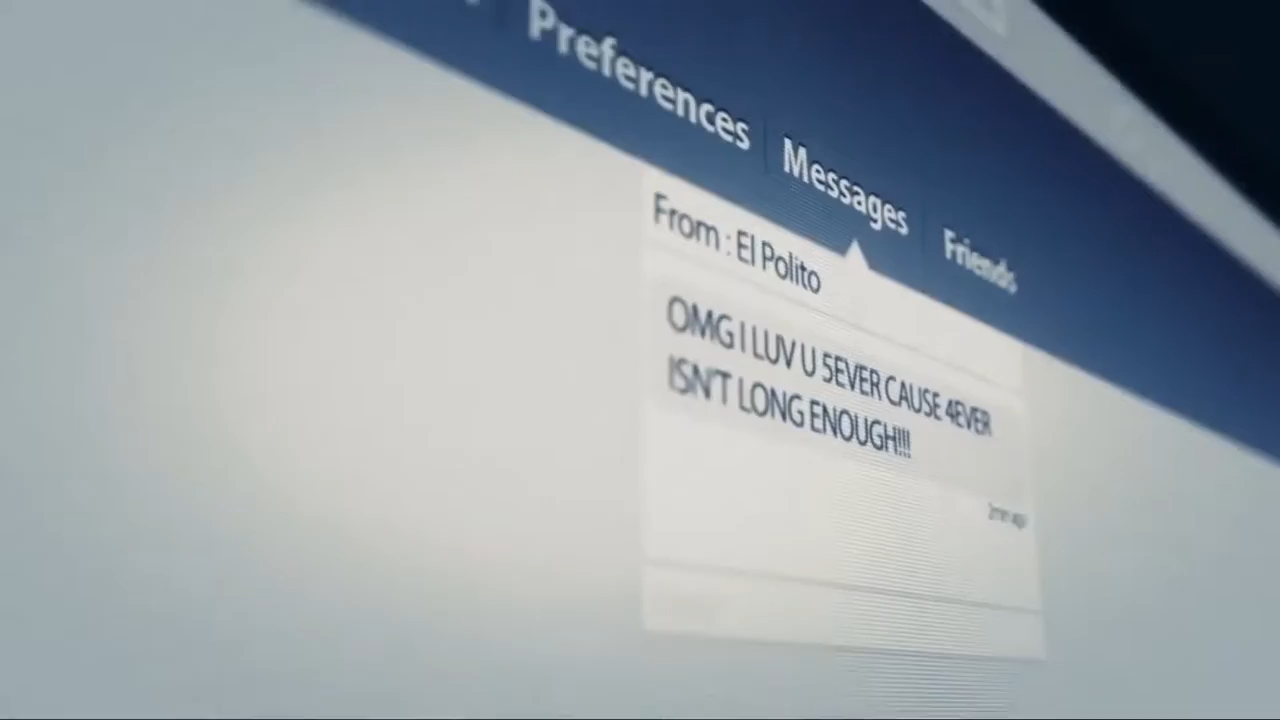 Preferences
Messages
Friends
From : El Polito
OMG I LUV U 5EVER CAUSE 4EVER
ISN'T LONG ENOUGH!!!